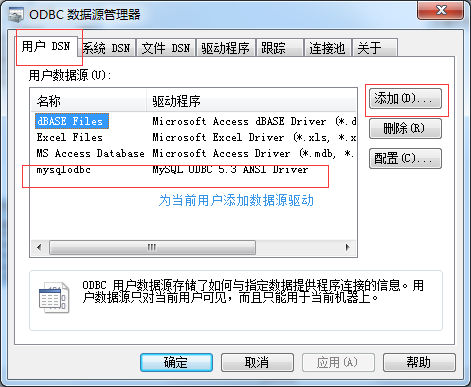 ODBC 数据源管理器
用户 DSN 系统 DSN 文件 DSN 驱动程序 跟踪 连接池 关于
用户数据源(U):
名称 驱动程序
dBASE Files Microsoft Access dBASE Driver (*.d
Excel Files Microsoft Excel Driver (*.xls, *.x
MS Access Database Microsoft Access Driver (*.mdb, *.
mysqlodbc MySQL ODBC 5.3 ANSI Driver
为当前用户添加数据源驱动
添加(D)...
删除(R)
配置(C)...
ODBC 用户数据源存储了如何与指定数据提供程序连接的信息。用
户数据源只对当前用户可见，而且只能用于当前机器上。
确定 取消 应用(A) 帮助